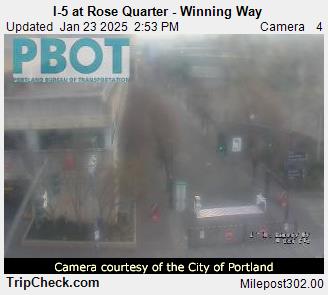 I-5 at Rose Quarter - Winning Way
Updated Jan 23 2025 2:53 PM Camera 4
PBOT
PORTLAND BUREAU OF TRANSPORTATION
Camera courtesy of the City of Portland
TripCheck.com Milepost302.00